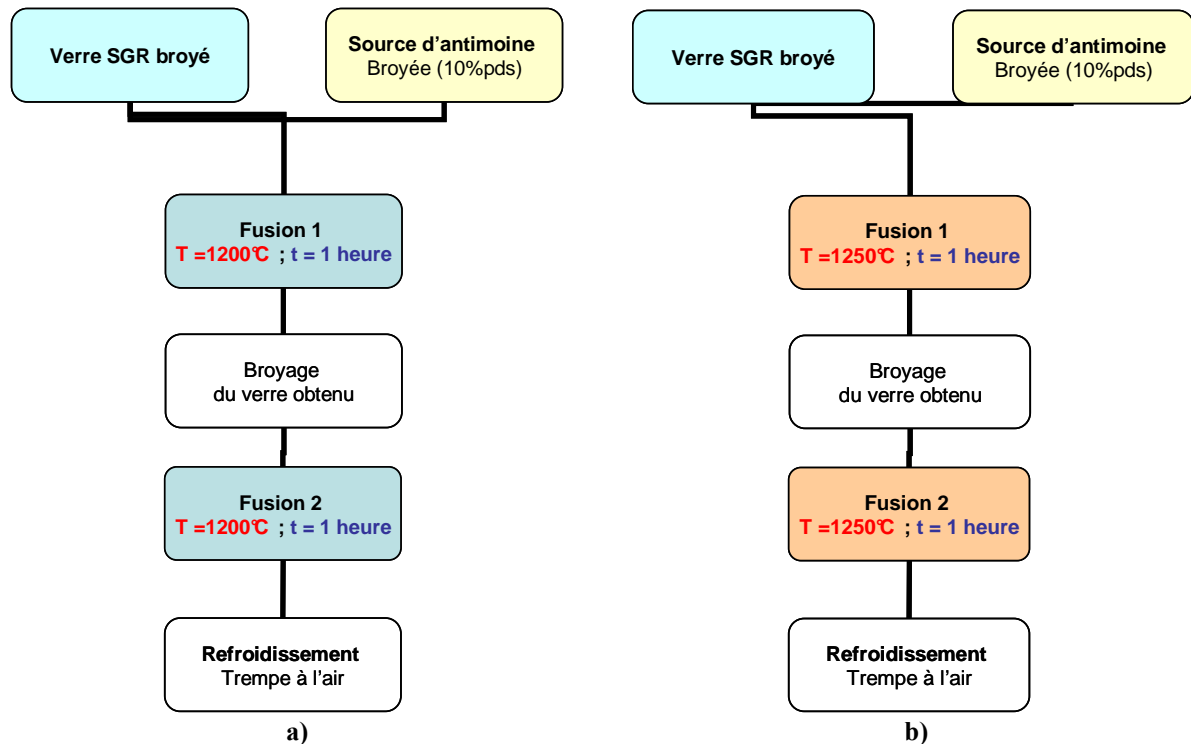 Verre SGR broyé
Source d'antimoine
Broyée (10%pds)
Fusion 1
T =1200°C ; t = 1 heure
Broyage
du verre obtenu
Fusion 2
T =1200°C ; t = 1 heure
Refroidissement
Trempe à l'air
a)
Verre SGR broyé
Source d'antimoine
Broyée (10%pds)
Fusion 1
T =1250°C ; t = 1 heure
Broyage
du verre obtenu
Fusion 2
T =1250°C ; t = 1 heure
Refroidissement
Trempe à l'air
b)